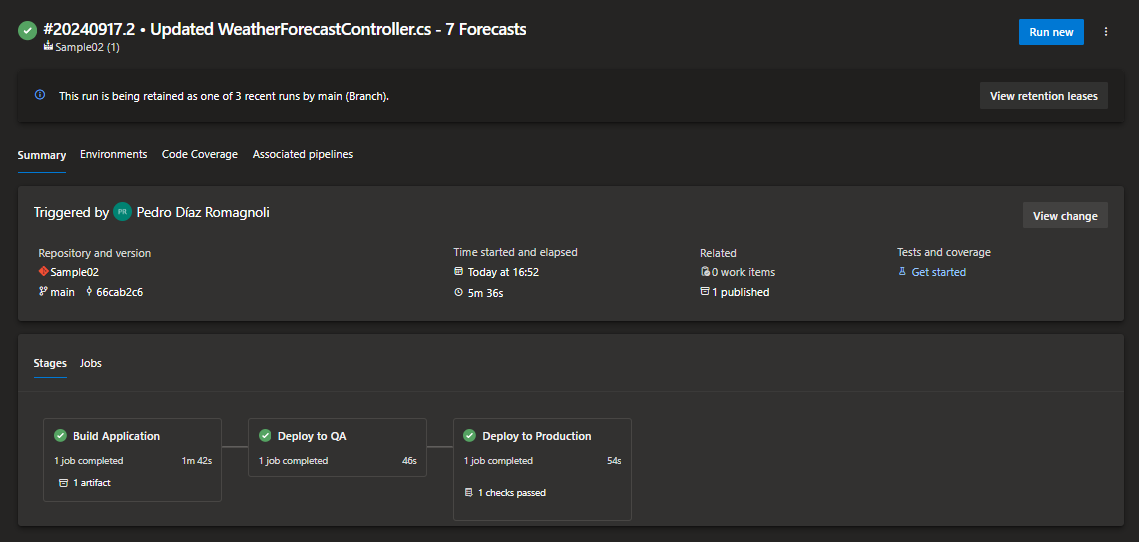 #20240917.2 • Updated WeatherForecastController.cs - 7 Forecasts
Sample02 (1)
Run new
This run is being retained as one of 3 recent runs by main (Branch).
View retention leases
Summary Environments Code Coverage Associated pipelines
Triggered by PR Pedro Díaz Romagnoli
View change
Repository and version
Sample02
main 66cab2c6
Time started and elapsed
Today at 16:52
5m 36s
Related
0 work items
1 published
Tests and coverage
Get started
Stages Jobs
Build Application
1 job completed 1m 42s
1 artifact
Deploy to QA
1 job completed 46s
Deploy to Production
1 job completed 54s
1 checks passed